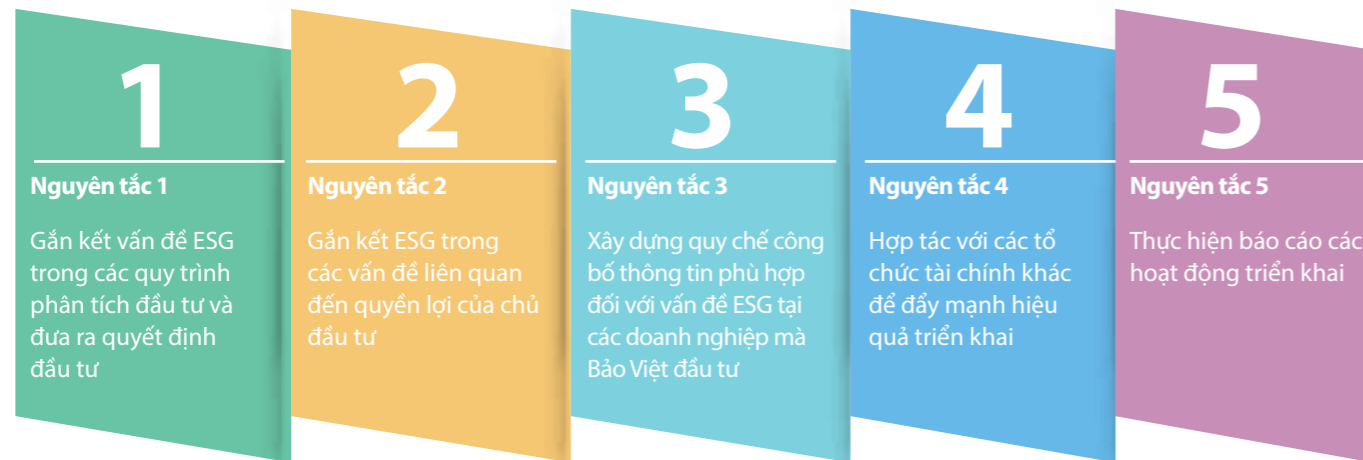 1
Nguyên tắc 1
Gắn kết vấn đề ESG
trong các quy trình
phân tích đầu tư và
đưa ra quyết định
đầu tư
2
Nguyên tắc 2
Gắn kết ESG trong
các vấn đề liên quan
đến quyền lợi của chủ
đầu tư
3
Nguyên tắc 3
Xây dựng quy chế công
bố thông tin phù hợp
đối với vấn đề ESG tại
các doanh nghiệp mà
Bảo Việt đầu tư
4
Nguyên tắc 4
Hợp tác với các tổ
chức tài chính khác
để đẩy mạnh hiệu
quả triển khai
5
Nguyên tắc 5
Thực hiện báo cáo các
hoạt động triển khai